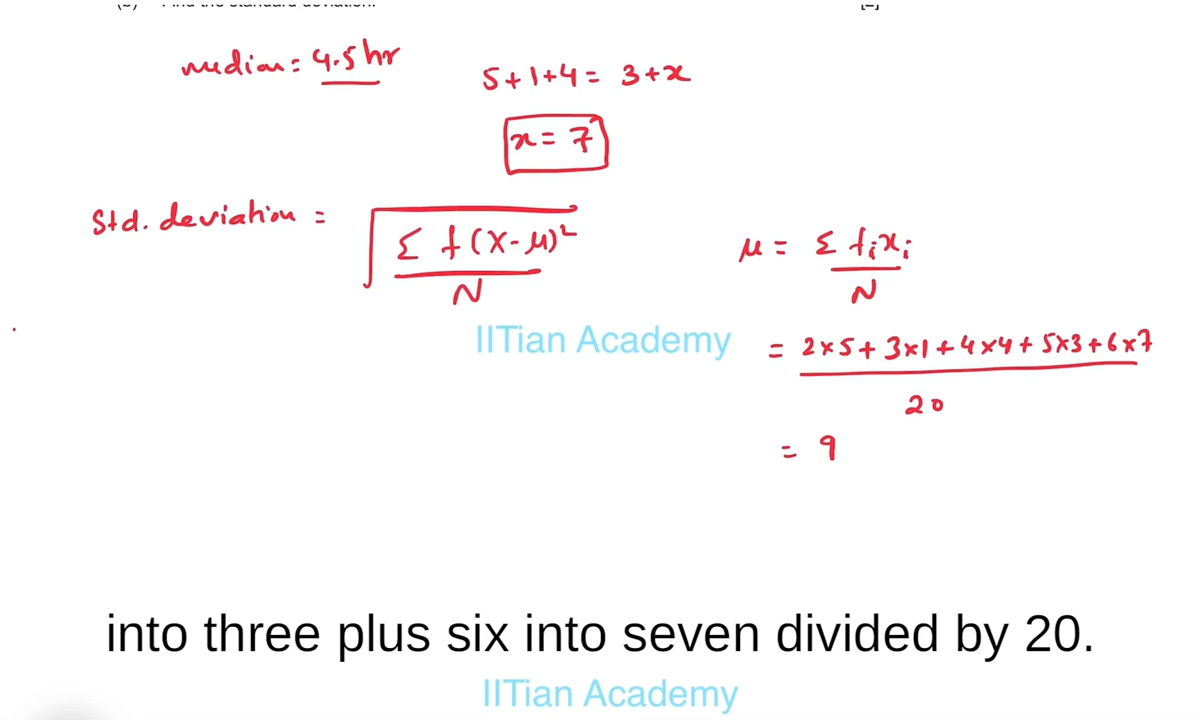 median = 4.5 hr
5+1+4 = 3+x
x = 7
Std. deviation = √(Σ f(X-μ)² / N)
μ = Σ fᵢxᵢ / N
IITian Academy
= 2×5+3×1+4×4+5×3+6×7 / 20
= 9
into three plus six into seven divided by 20.
IITian Academy